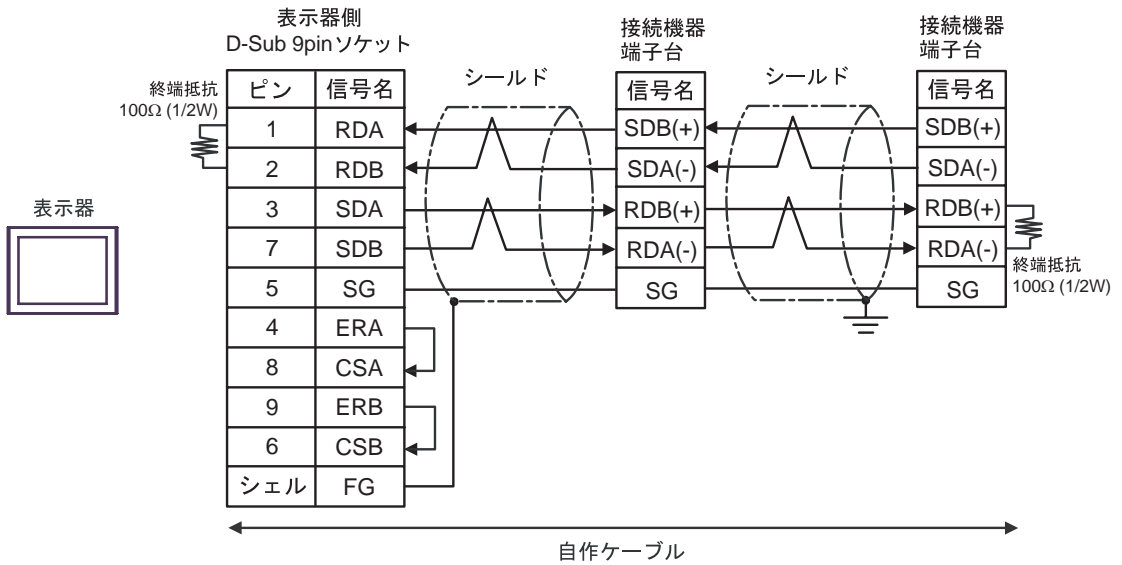 表示器側
D-Sub 9pinソケット
接続機器
端子台
接続機器
端子台
終端抵抗
100Ω (1/2W)
シールド
シールド
ピン 信号名
1 RDA
2 RDB
3 SDA
7 SDB
5 SG
4 ERA
8 CSA
9 ERB
6 CSB
シェル FG
信号名
SDB(+)
SDA(-)
RDB(+)
RDA(-)
SG
信号名
SDB(+)
SDA(-)
RDB(+)
RDA(-)
SG
終端抵抗
100Ω (1/2W)
表示器
自作ケーブル